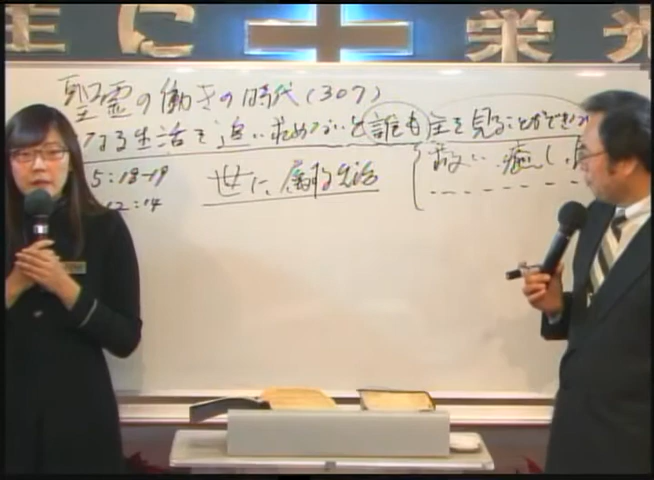 主 栄光
聖霊の働きの時代(307)
なる生活を追い求めないと誰も主を見ることができ
5:18-19 世に属する生活 救い、癒し、
12:14